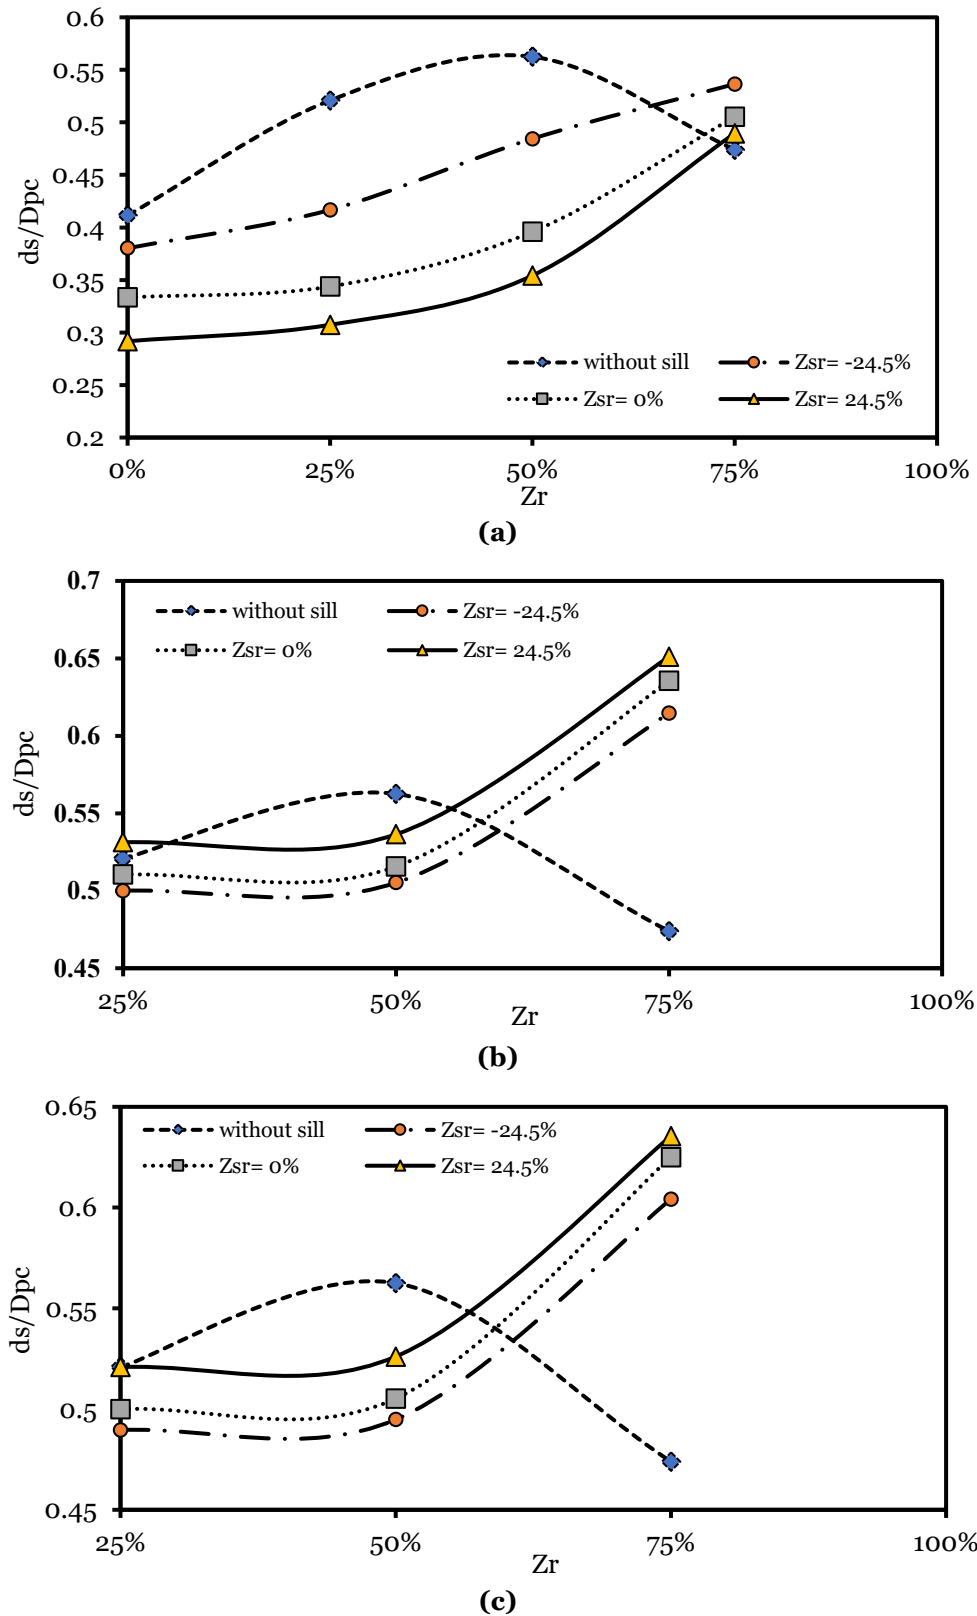 0.6
0.55
0.5
0.45
0.4
0.35
0.3
0.25
0.2
ds/Dpc
without sill
Zsr= -24.5%
Zsr= 0%
Zsr= 24.5%
0% 25% 50% 75% 100%
Zr
(a)
0.7
0.65
0.6
0.55
0.5
0.45
ds/Dpc
without sill
Zsr= -24.5%
Zsr= 0%
Zsr= 24.5%
25% 50% 75% 100%
Zr
(b)
0.65
0.6
0.55
0.5
0.45
ds/Dpc
without sill
Zsr= -24.5%
Zsr= 0%
Zsr= 24.5%
25% 50% 75% 100%
Zr
(c)